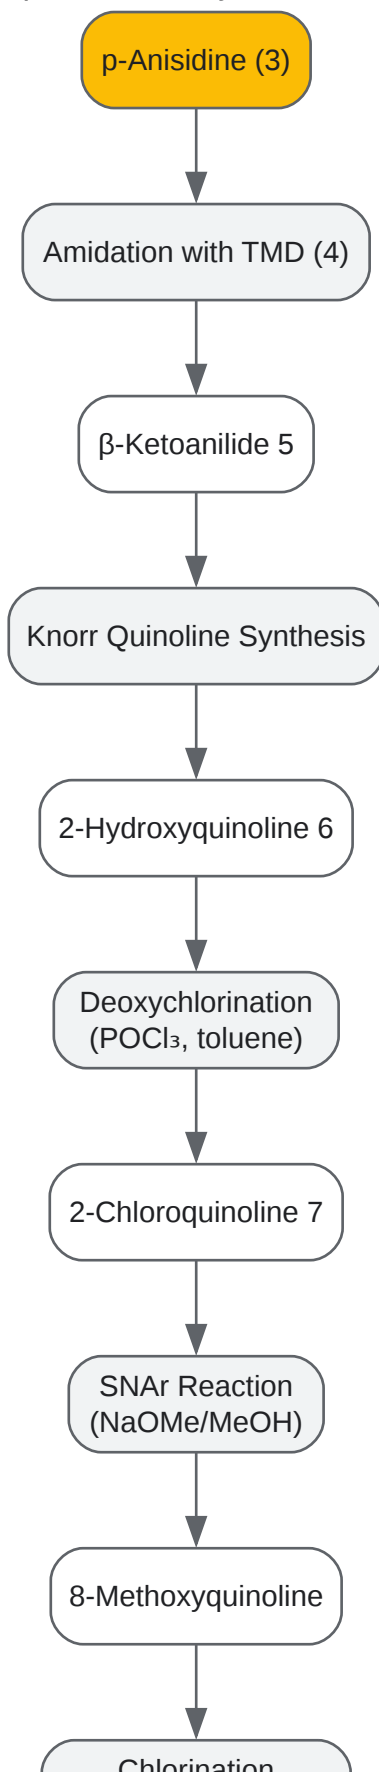 p-Anisidine (3)
Amidation with TMD (4)
β-Ketoanilide 5
Knorr Quinoline Synthesis
2-Hydroxyquinoline 6
Deoxychlorination
(POCl₃, toluene)
2-Chloroquinoline 7
SNAr Reaction
(NaOMe/MeOH)
8-Methoxyquinoline
Chlorination